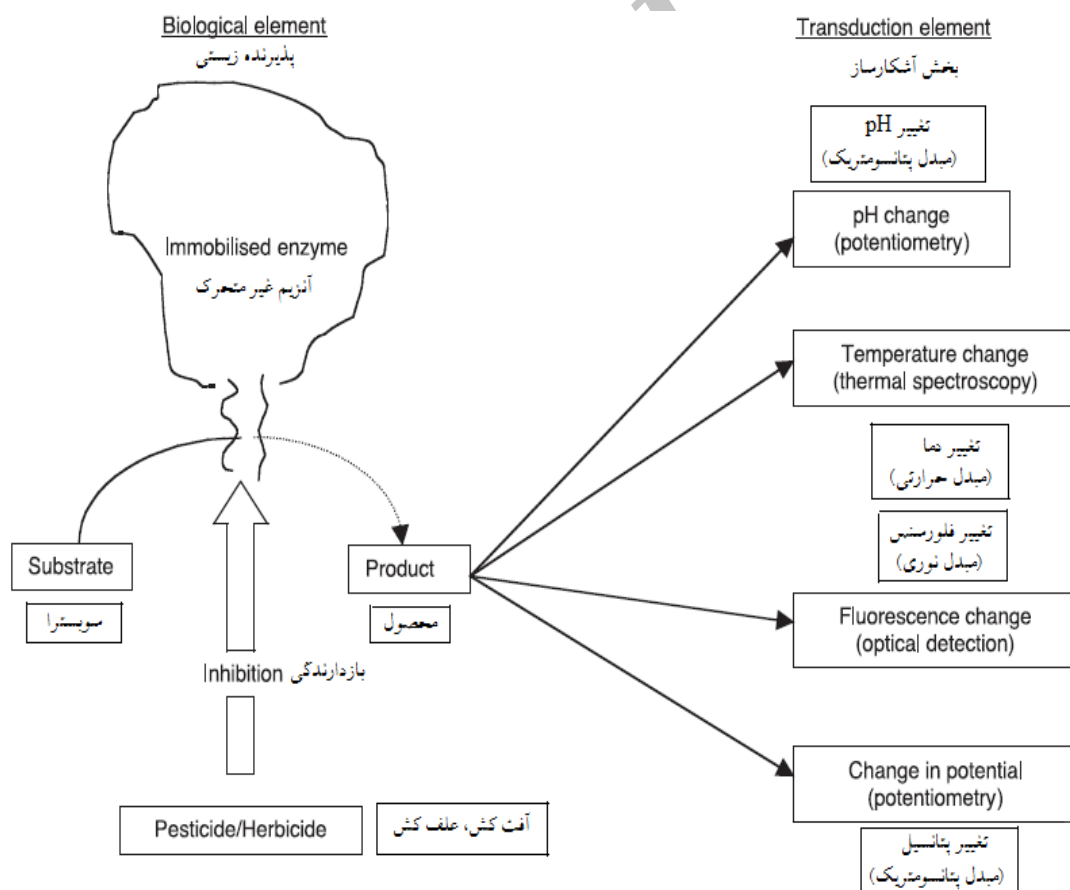 Biological element
پذیرنده زیستی
Immobilised enzyme
آنزیم غیر متحرک
Substrate
سوبسترا
Product
محصول
Inhibition بازدارندگی
Pesticide/Herbicide
آفت کش، علف کش
Transduction element
بخش آشکارساز
تغییر pH
(مبدل پتانسومتریک)
pH change
(potentiometry)
Temperature change
(thermal spectroscopy)
تغییر دما
(مبدل حرارتی)
تغییر فلورسنس
(مبدل نوری)
Fluorescence change
(optical detection)
Change in potential
(potentiometry)
تغییر پتانسیل
(مبدل پتانسومتریک)